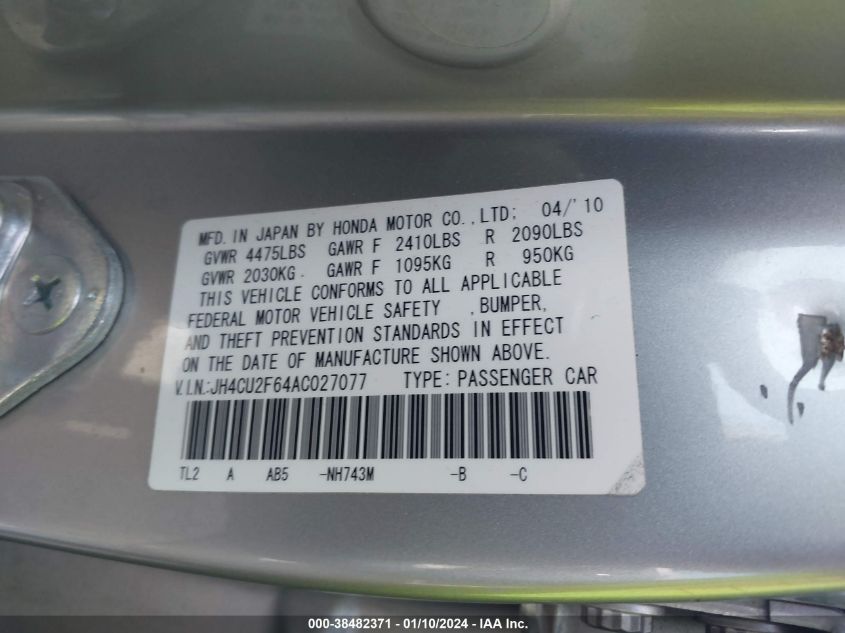 MFD. IN JAPAN BY HONDA MOTOR CO.,LTD; 04/'10
GVWR 4475LBS GAWR F 2410LBS R 2090LBS
GVWR 2030KG. GAWR F 1095KG R 950KG
THIS VEHICLE CONFORMS TO ALL APPLICABLE
FEDERAL MOTOR VEHICLE SAFETY ,BUMPER,
AND THEFT PREVENTION STANDARDS IN EFFECT
ON THE DATE OF MANUFACTURE SHOWN ABOVE.
V.I.N.:JH4CU2F64AC027077 TYPE: PASSENGER CAR
TL2 A AB5 -NH743M -B -C
000-38482371 - 01/10/2024 - IAA Inc.